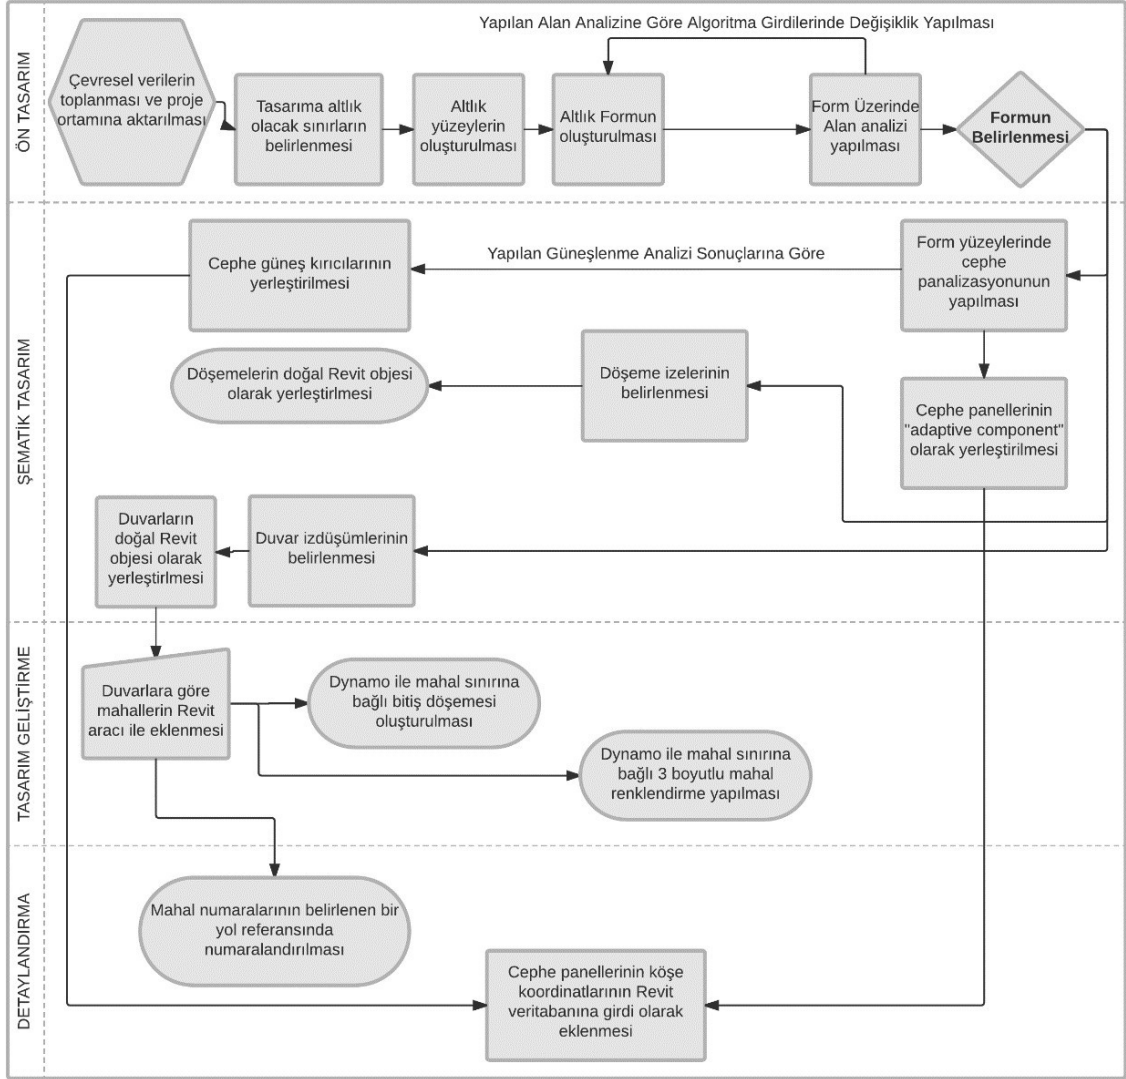 Yapılan Alan Analizine Göre Algoritma Girdilerinde Değişiklik Yapılması
ÖN TASARIM
Çevresel verilerin
toplanması ve proje
ortamına aktarılması
Tasarıma altlık
olacak sınırların
belirlenmesi
Altlık
yüzeylerin
oluşturulması
Altlık Formun
oluşturulması
Form Üzerinde
Alan analizi
yapılması
Formun
Belirlenmesi
ŞEMATİK TASARIM
Cephe güneş kırıcılarının
yerleştirilmesi
Yapılan Güneşlenme Analizi Sonuçlarına Göre
Form yüzeylerinde
cephe
panalizasyonunun
yapılması
Döşemelerin doğal Revit objesi
olarak yerleştirilmesi
Döşeme izelerinin
belirlenmesi
Cephe panellerinin
"adaptive component"
olarak yerleştirilmesi
Duvarların
doğal Revit
objesi olarak
yerleştirlmesi
Duvar izdüşümlerinin
belirlenmesi
TASARIM GELİŞTİRME
Duvarlara göre
mahallerin Revit
aracı ile eklenmesi
Dynamo ile mahal sınırına
bağlı bitiş döşemesi
oluşturulması
Dynamo ile mahal sınırına
bağlı 3 boyutlu mahal
renklendirme yapılması
DETAYLANDIRMA
Mahal numaralarının belirlenen bir
yol referasında
numaralandırılması
Cephe panellerinin köşe
koordinatlarının Revit
veritabanına girdi olarak
eklenmesi